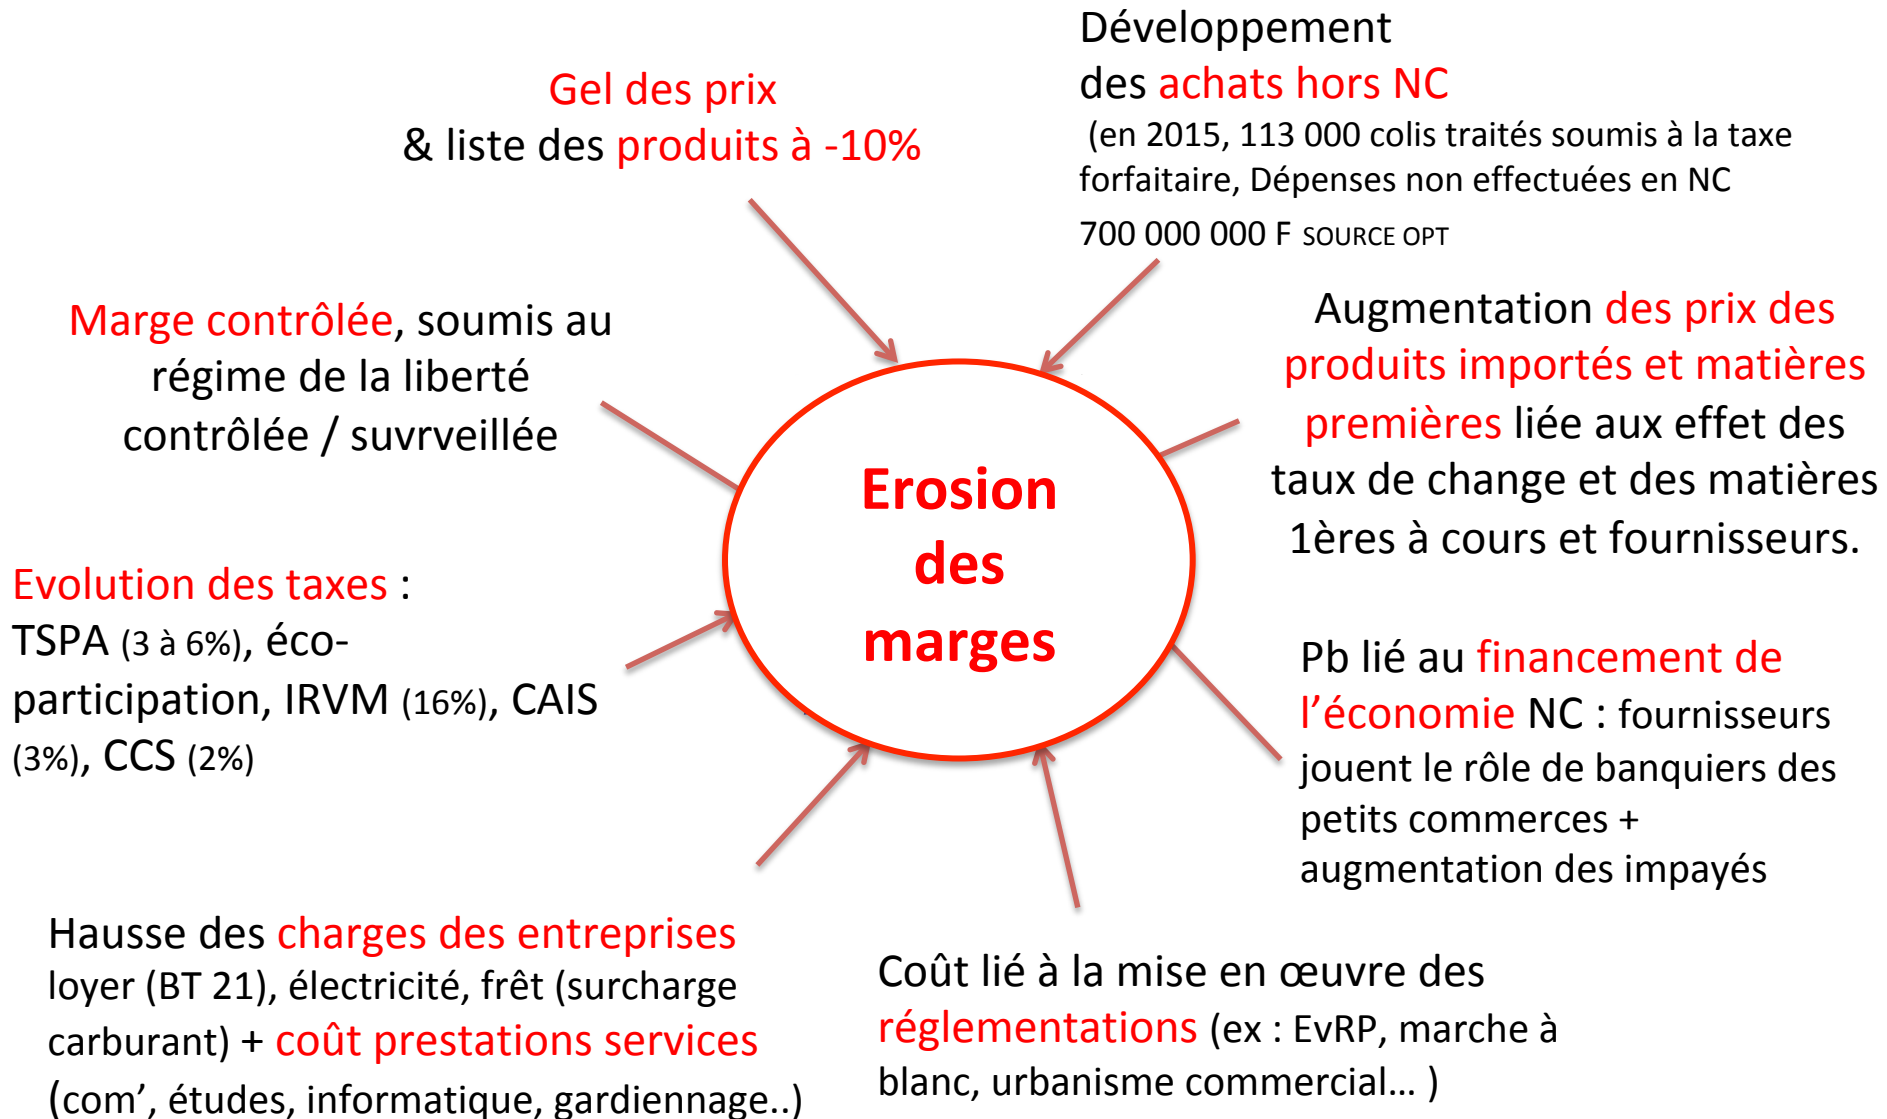 Gel des prix
& liste des produits à -10%
Développement
des achats hors NC
(en 2015, 113 000 colis traités soumis à la taxe
forfaitaire, Dépenses non effectuées en NC
700 000 000 F SOURCE OPT
Marge contrôlée, soumis au
régime de la liberté
contrôlée / suvrveillée
Augmentation des prix des
produits importés et matières
premières liée aux effet des
taux de change et des matières
1ères à cours et fournisseurs.
Erosion
des
marges
Evolution des taxes :
TSPA (3 à 6%), éco-
participation, IRVM (16%), CAIS
(3%), CCS (2%)
Pb lié au financement de
l’économie NC : fournisseurs
jouent le rôle de banquiers des
petits commerces +
augmentation des impayés
Hausse des charges des entreprises
loyer (BT 21), électricité, frêt (surcharge
carburant) + coût prestations services
(com’, études, informatique, gardiennage..)
Coût lié à la mise en œuvre des
réglementations (ex : EvRP, marche à
blanc, urbanisme commercial… )